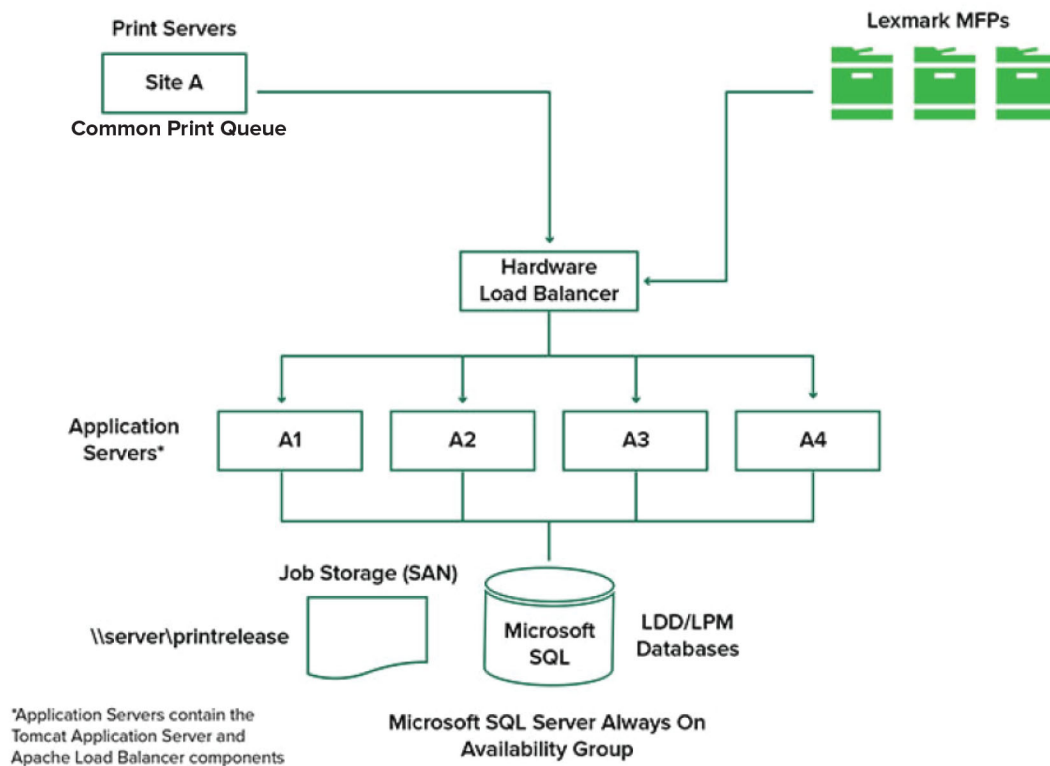 Print Servers
Lexmark MFPs
Site A
Common Print Queue
Hardware
Load Balancer
Application
Servers*
A1
A2
A3
A4
Job Storage (SAN)
\\server\printrelease
Microsoft
SQL
LDD/LPM
Databases
*Application Servers contain the
Tomcat Application Server and
Apache Load Balancer components
Microsoft SQL Server Always On
Availability Group